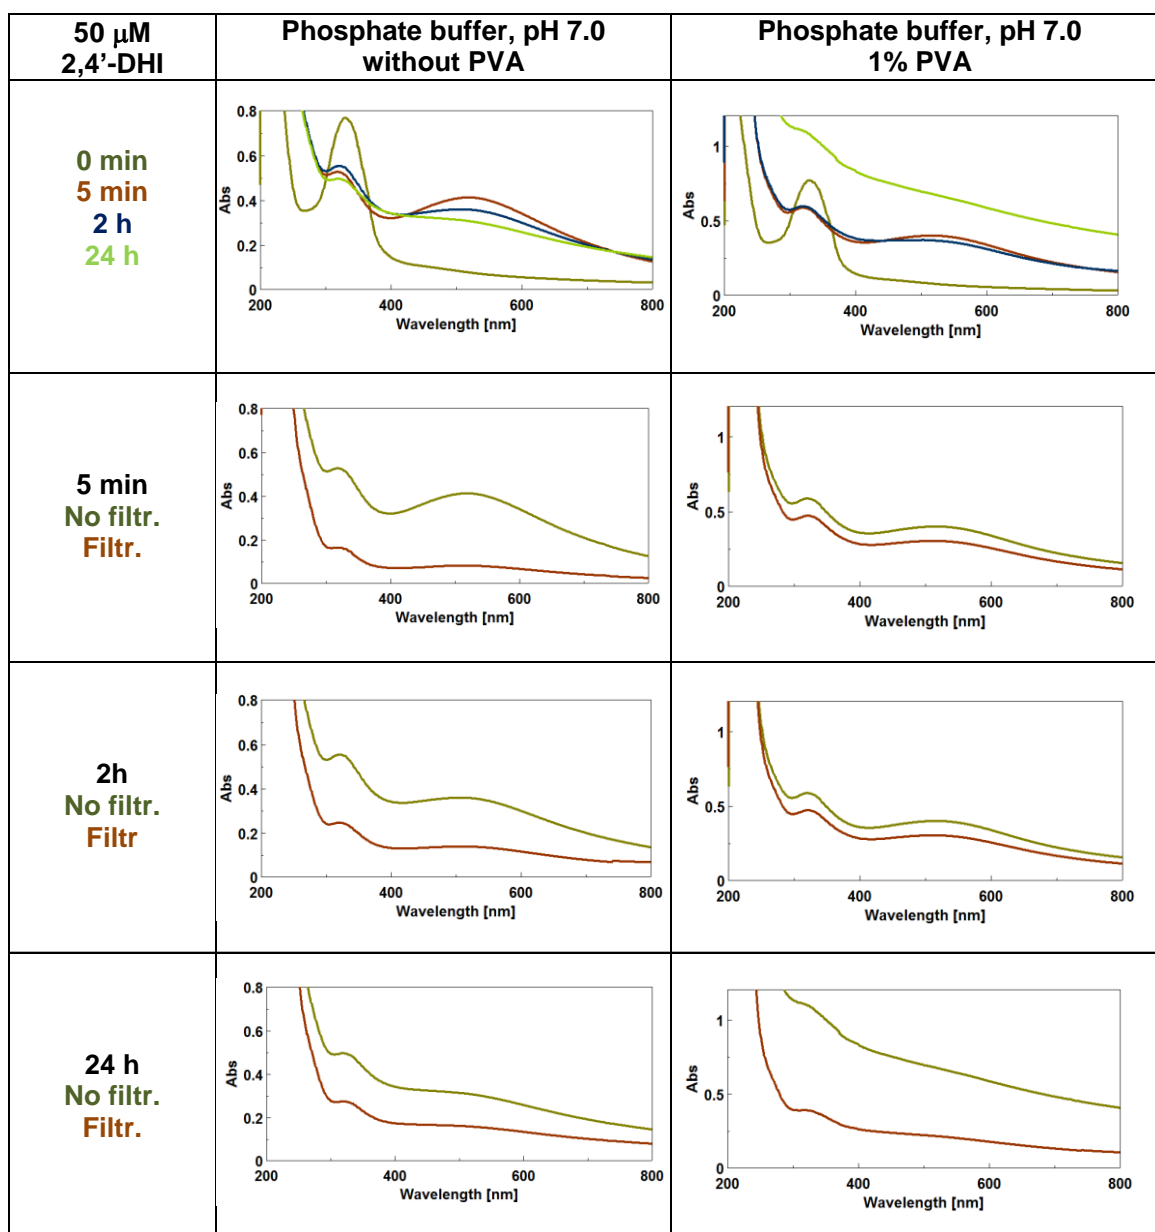 50 μM
2,4'-DHI
Phosphate buffer, pH 7.0
without PVA
Phosphate buffer, pH 7.0
1% PVA
0 min
5 min
2 h
24 h
0.8
0.6
0.4
0.2
0
Abs
200
400
600
800
Wavelength [nm]
1
0.5
0
Abs
200
400
600
800
Wavelength [nm]
5 min
No filtr.
Filtr.
0.8
0.6
0.4
0.2
0
Abs
200
400
600
800
Wavelength [nm]
1
0.5
0
Abs
200
400
600
800
Wavelength [nm]
2h
No filtr.
Filtr
0.8
0.6
0.4
0.2
0
Abs
200
400
600
800
Wavelength [nm]
1
0.5
0
Abs
200
400
600
800
Wavelength [nm]
24 h
No filtr.
Filtr.
0.8
0.6
0.4
0.2
0
Abs
200
400
600
800
Wavelength [nm]
1
0.5
0
Abs
200
400
600
800
Wavelength [nm]